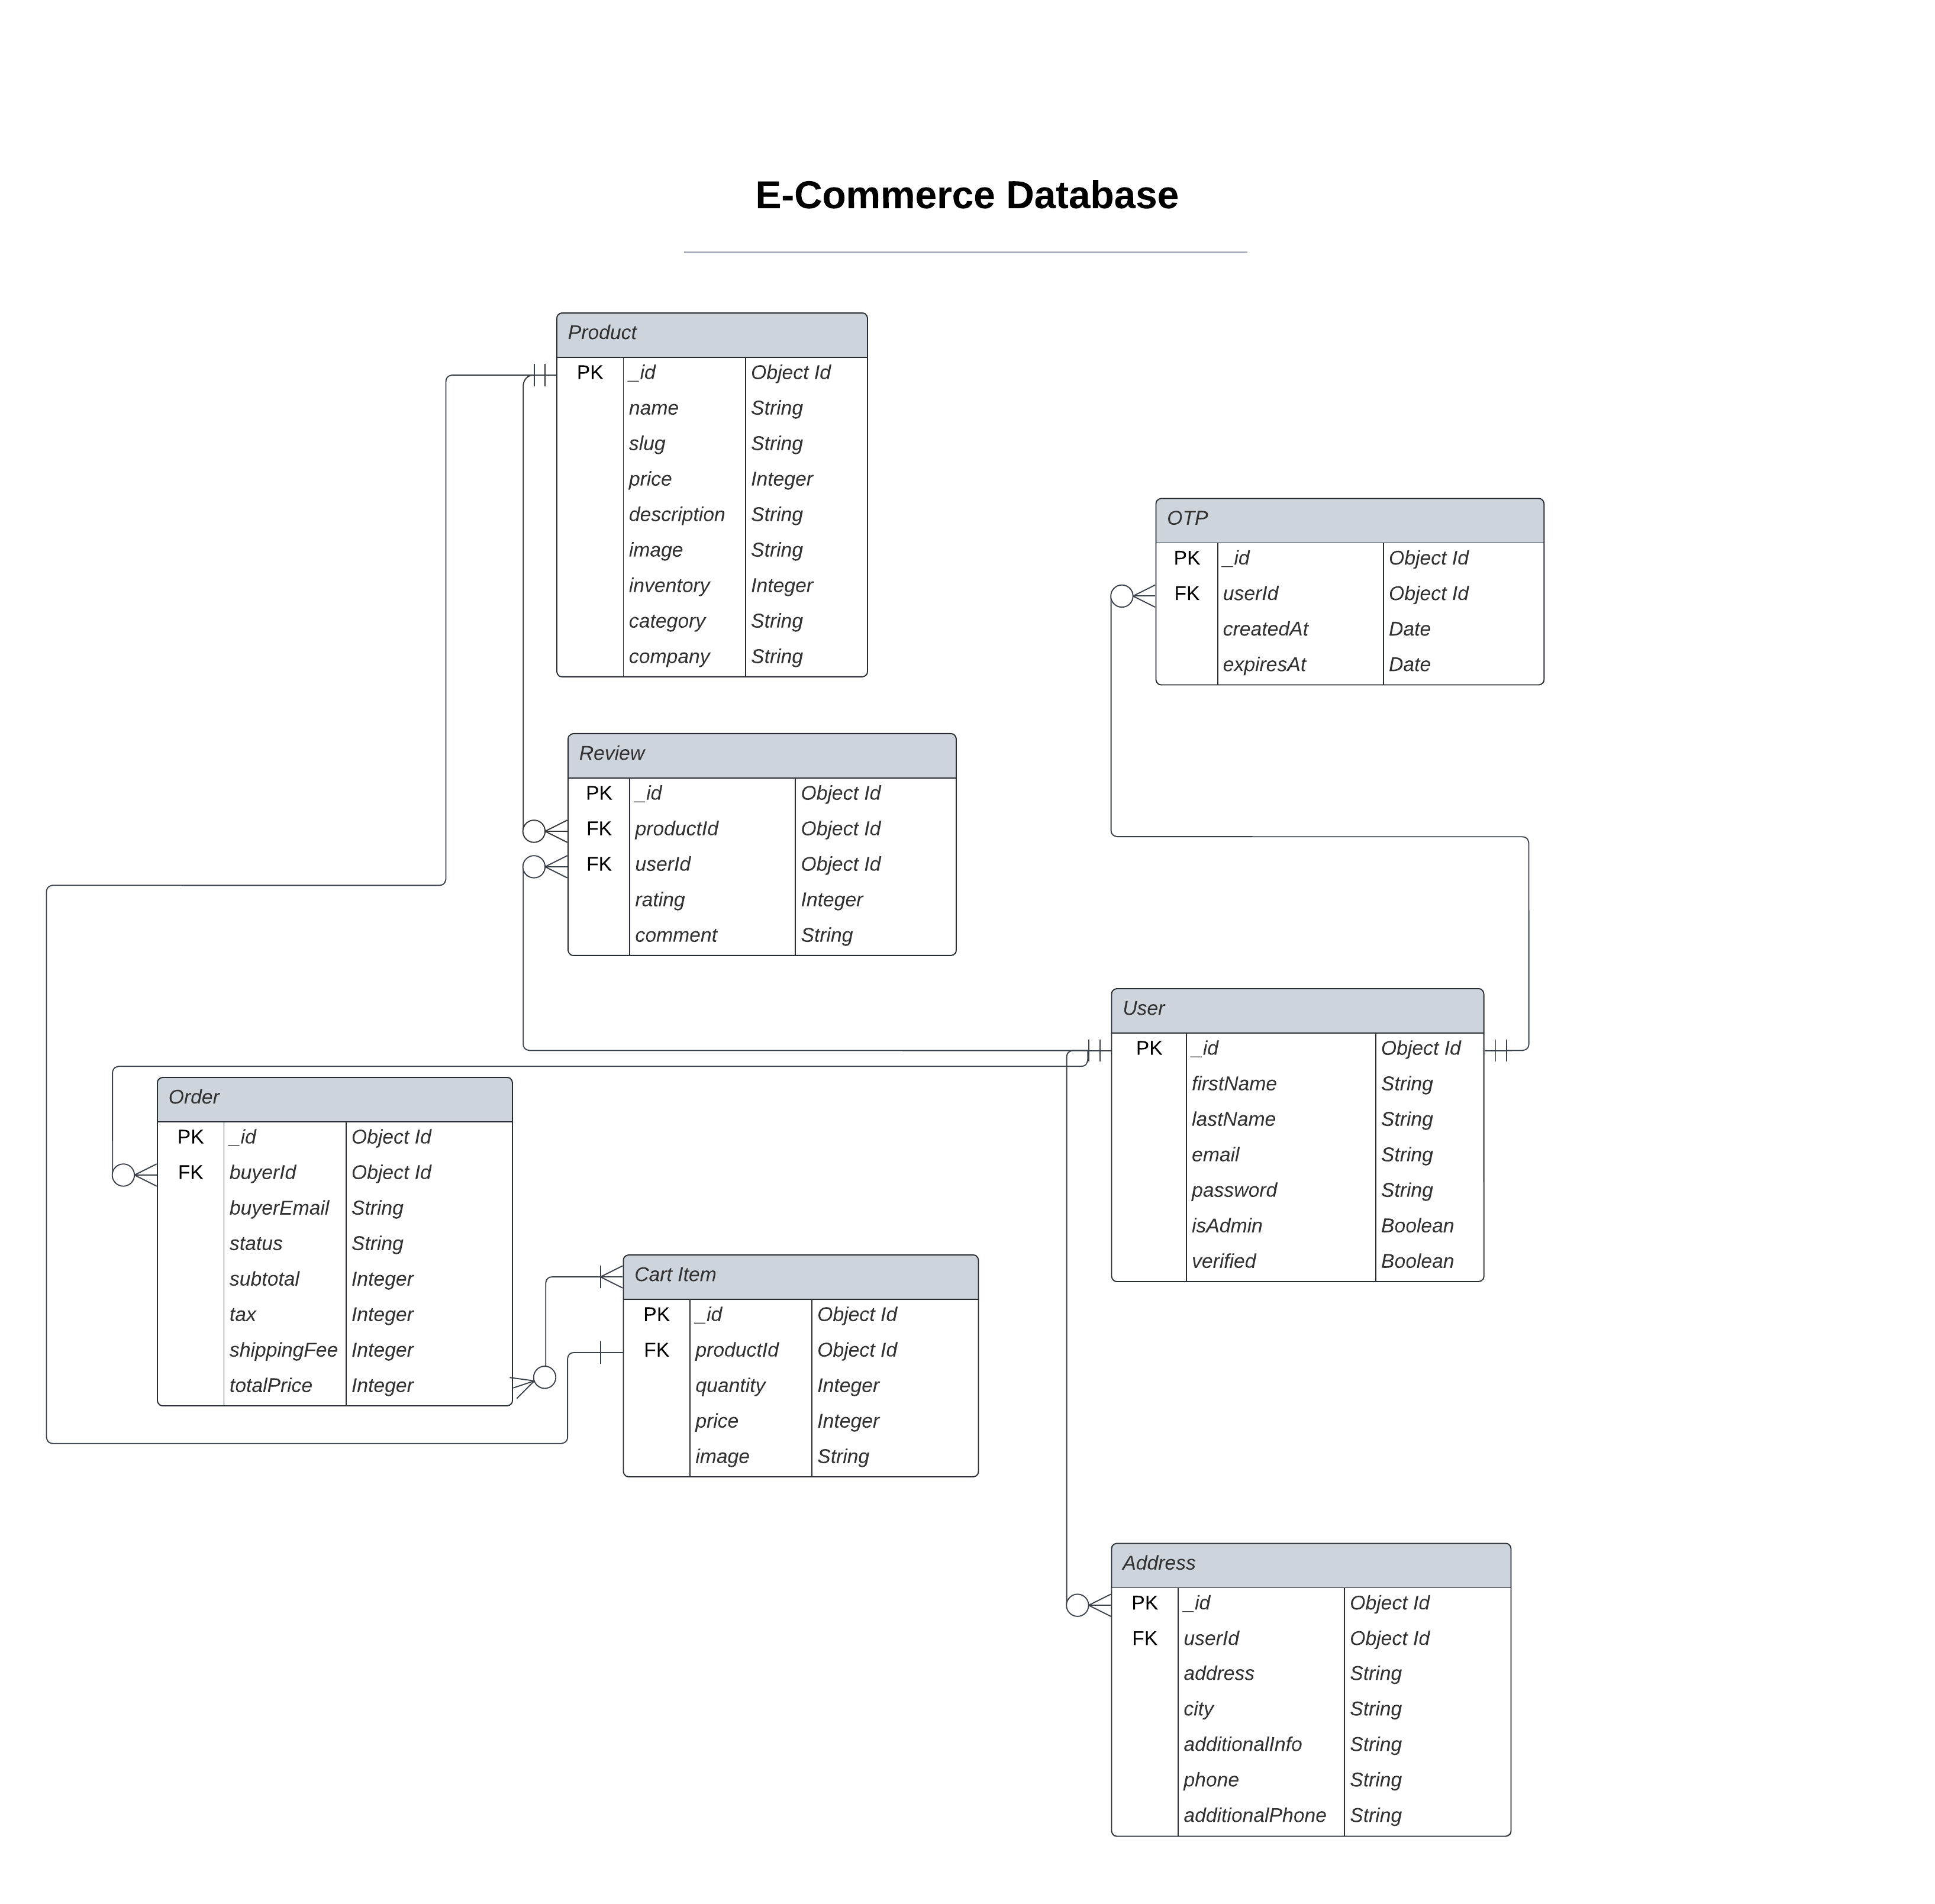 E-Commerce Database
Product
PK _id Object Id
name String
slug String
price Integer
description String
image String
inventory Integer
category String
company String
OTP
PK _id Object Id
FK userId Object Id
createdAt Date
expiresAt Date
Review
PK _id Object Id
FK productId Object Id
FK userId Object Id
rating Integer
comment String
User
PK _id Object Id
firstName String
lastName String
email String
password String
isAdmin Boolean
verified Boolean
Order
PK _id Object Id
FK buyerId Object Id
buyerEmail String
status String
subtotal Integer
tax Integer
shippingFee Integer
totalPrice Integer
Cart Item
PK _id Object Id
FK productId Object Id
quantity Integer
price Integer
image String
Address
PK _id Object Id
FK userId Object Id
address String
city String
additionalInfo String
phone String
additionalPhone String